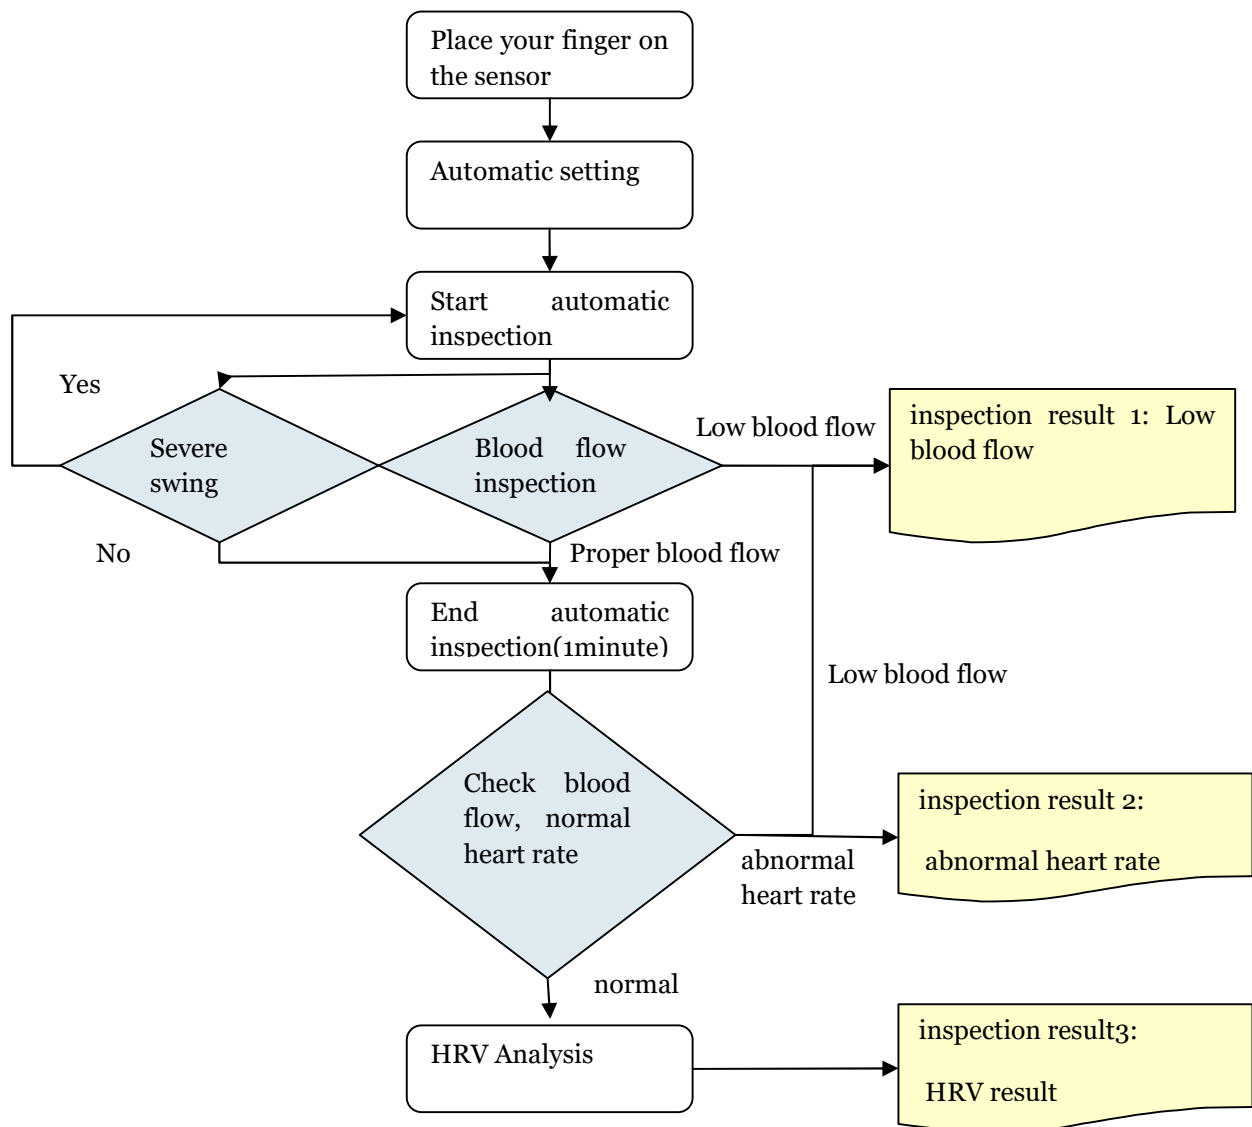 Place your finger on
the sensor
Automatic setting
Start automatic
inspection
Yes
Severe
swing
Blood flow
inspection
Low blood flow
inspection result 1: Low
blood flow
No
Proper blood flow
End automatic
inspection(1minute)
Low blood flow
Check blood
flow, normal
heart rate
abnormal
heart rate
inspection result 2:
abnormal heart rate
normal
HRV Analysis
inspection result3:
HRV result